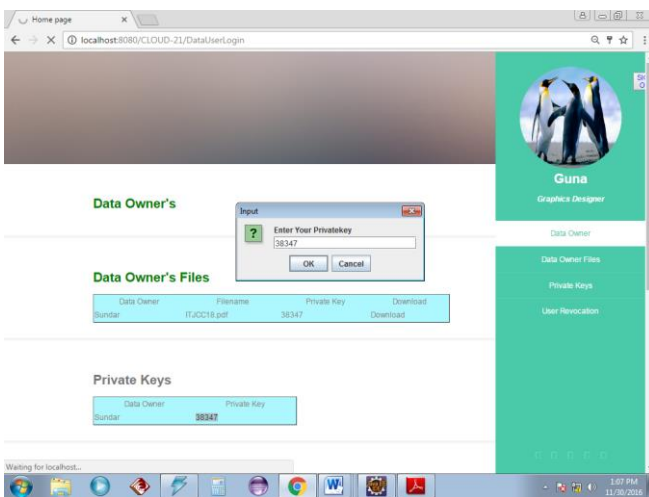 Home page
localhost:8080/CLOUD-21/DataUserLogin
Guna
Graphics Designer
Data Owner
Data Owner Files
Private Keys
User Revocation
Data Owner's
Input
Enter Your Privatekey
38347
OK Cancel
Data Owner's Files
Data Owner Filename Private Key Download
Sundar ITJCC18.pdf 38347 Download
Private Keys
Data Owner Private Key
Sundar 38347
Waiting for localhost...
1:07 PM
11/30/2016